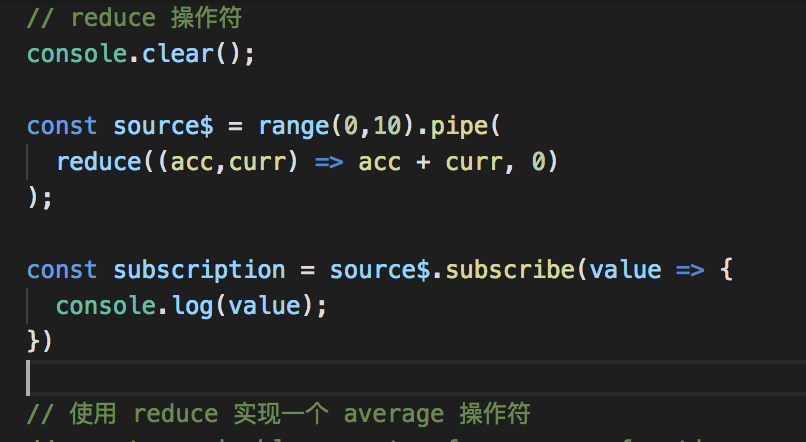 // reduce 操作符
console.clear();
const source$ = range(0,10).pipe(
reduce((acc,curr) => acc + curr, 0)
);
const subscription = source$.subscribe(value => {
console.log(value);
})
// 使用 reduce 实现一个 average 操作符